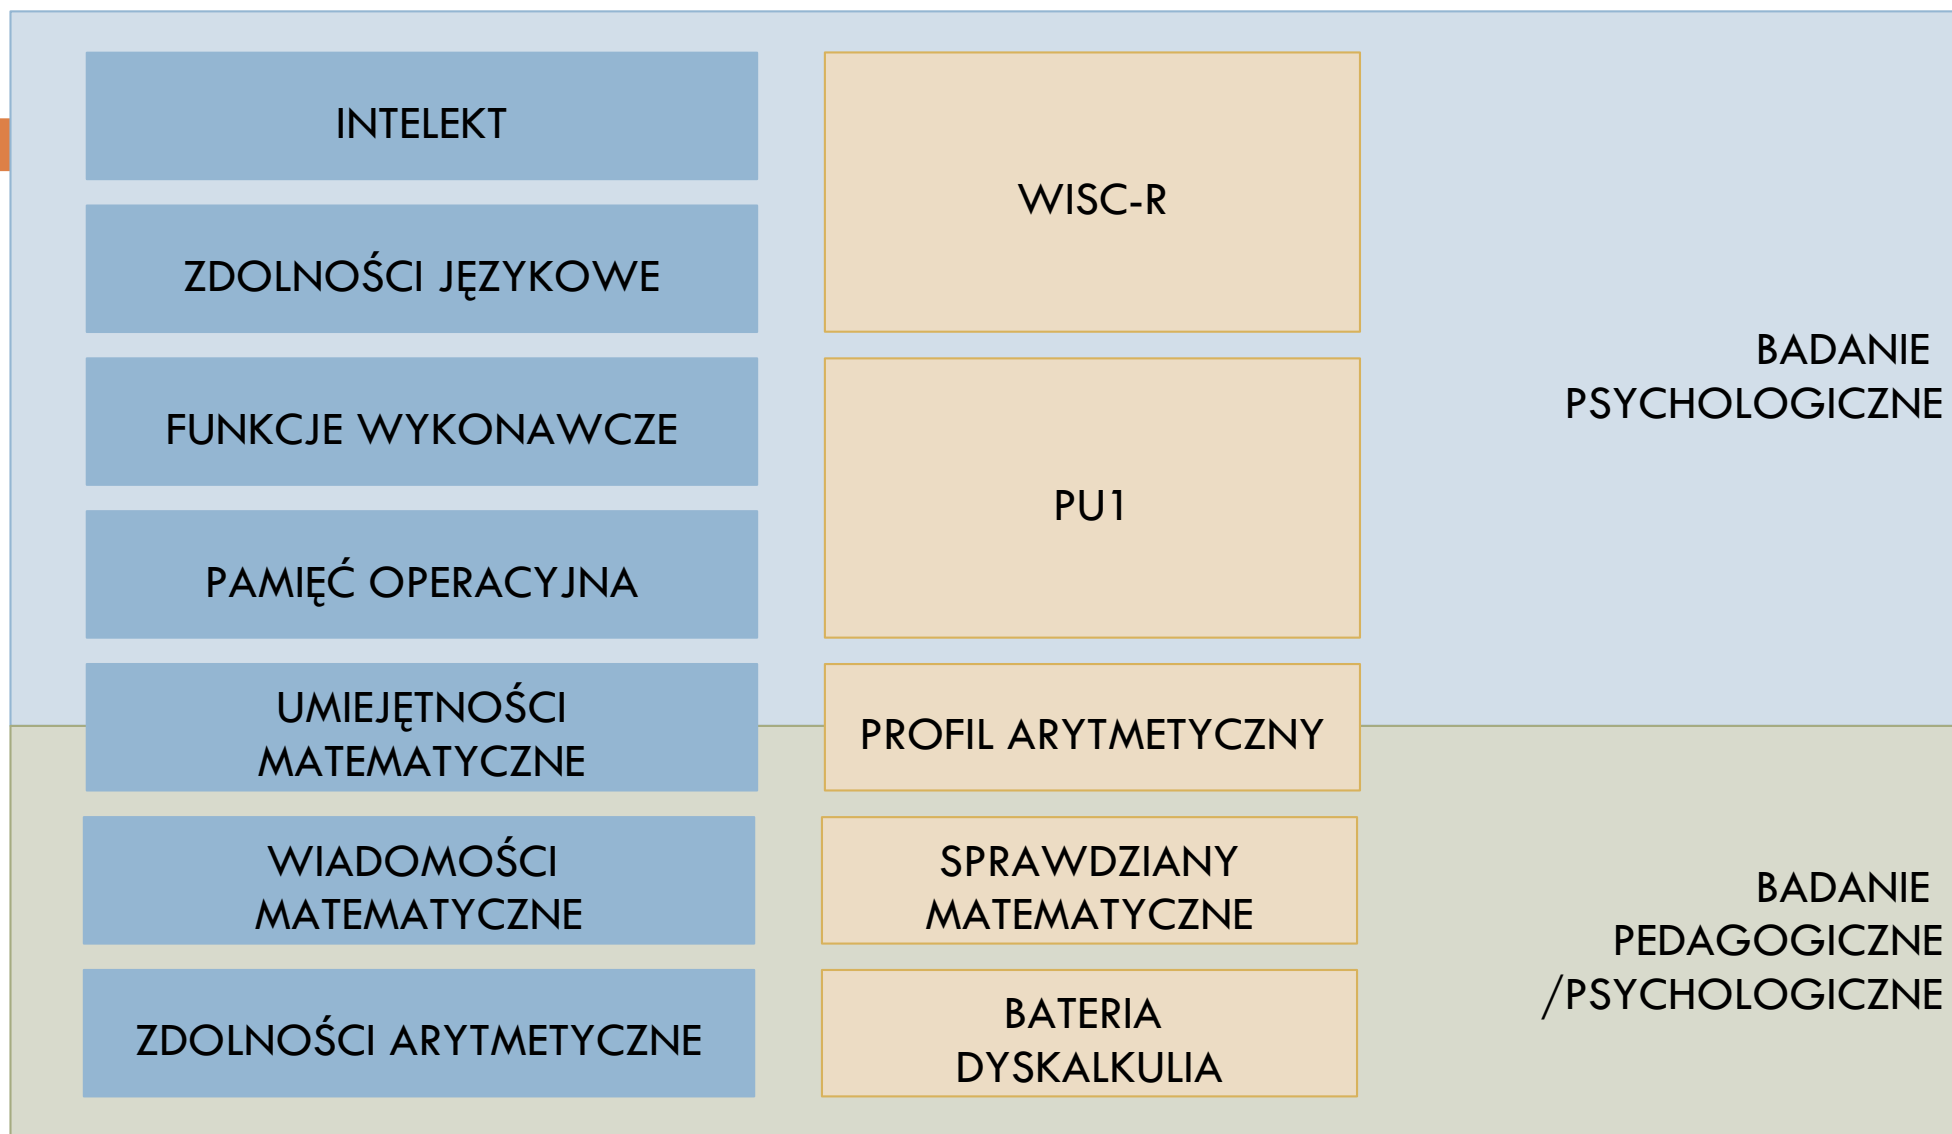 INTELEKT
WISC-R
ZDOLNOŚCI JĘZYKOWE
BADANIE
PSYCHOLOGICZNE
FUNKCJE WYKONAWCZE
PU1
PAMIĘĆ OPERACYJNA
UMIEJĘTNOŚCI
MATEMATYCZNE
PROFIL ARYTMETYCZNY
WIADOMOŚCI
MATEMATYCZNE
SPRAWDZIANY
MATEMATYCZNE
BADANIE
PEDAGOGICZNE
/PSYCHOLOGICZNE
ZDOLNOŚCI ARYTMETYCZNE
BATERIA
DYSKALKULIA